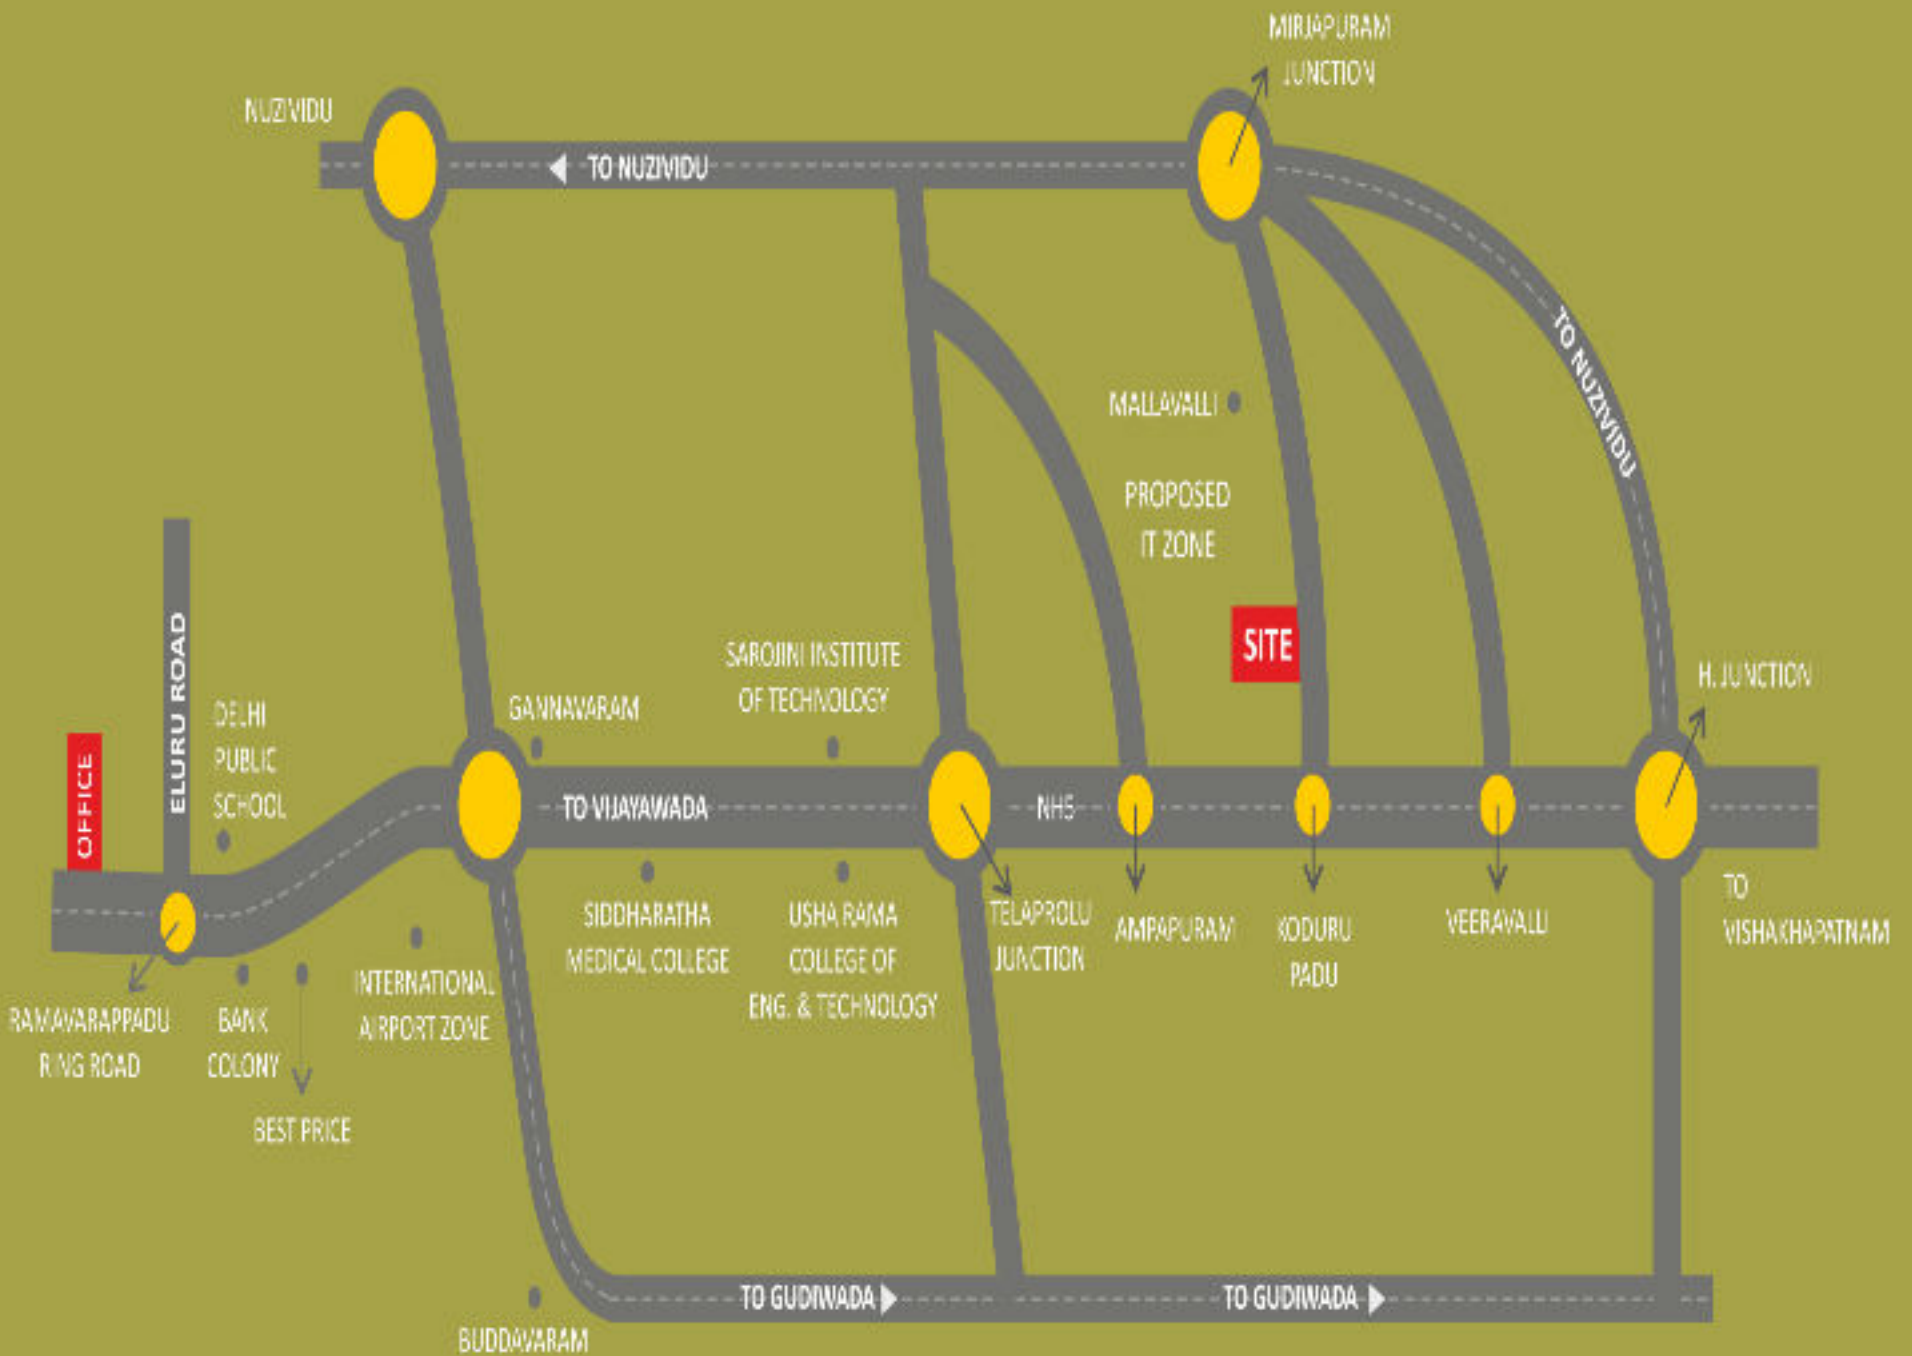 MIRJAPURAM
JUNCTION
NUZIVIDU
TO NUZIVIDU
TO NUZIVIDU
MALLAVALLI
PROPOSED
IT ZONE
SITE
ELURU ROAD
OFFICE
DELHI
PUBLIC
SCHOOL
GANNAVARAM
SAROJINI INSTITUTE
OF TECHNOLOGY
H. JUNCTION
TO VIJAYAWADA
NH5
SIDDHARATHA
MEDICAL COLLEGE
USHA RAMA
COLLEGE OF
ENG. & TECHNOLOGY
TELAPROLU
JUNCTION
AMPAPURAM
KODURU
PADU
VEERAVALLI
TO
VISHAKHAPATNAM
RAMAVARAPPADU
RING ROAD
BANK
COLONY
INTERNATIONAL
AIRPORT ZONE
BEST PRICE
TO GUDIWADA
TO GUDIWADA
BUDDAVARAM